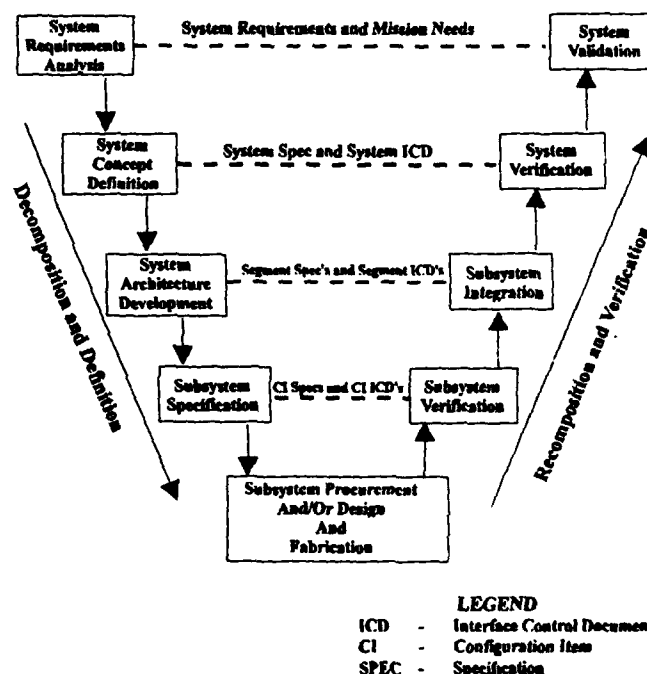 System
Requirements
Analysis
System Requirements and Mission Needs
System
Validation
System
Concept
Definition
System Spec and System ICD
System
Verification
Decomposition and Definition
Recomposition and Verification
System
Architecture
Development
Segment Spec's and Segment ICD's
Subsystem
Integration
Subsystem
Specification
CI Specs and CI ICD's
Subsystem
Verification
Subsystem Procurement
And/Or Design
And
Fabrication
LEGEND
ICD - Interface Control Documen
CI - Configuration Item
SPEC - Specification